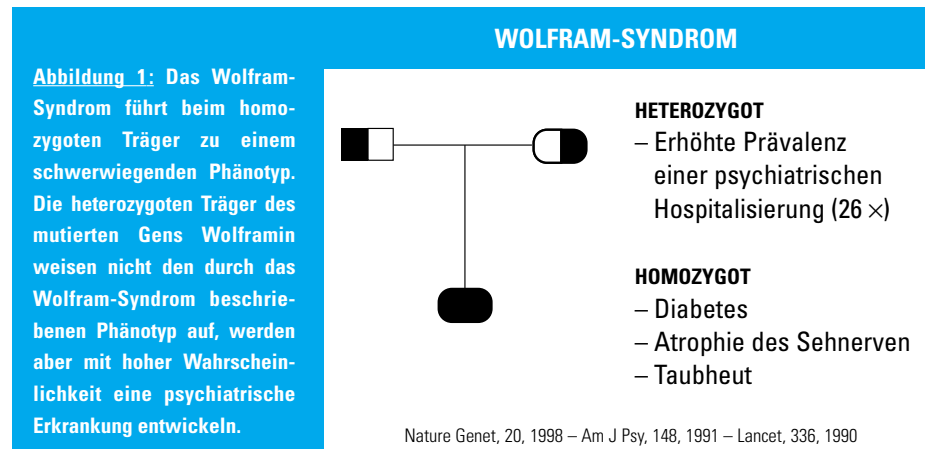 WOLFRAM-SYNDROM
Abbildung 1: Das Wolfram-
Syndrom führt beim homo-
zygoten Träger zu einem
schwerwiegenden Phänotyp.
Die heterozygoten Träger des
mutierten Gens Wolframin
weisen nicht den durch das
Wolfram-Syndrom beschrie-
benen Phänotyp auf, werden
aber mit hoher Wahrschein-
lichkeit eine psychiatrische
Erkrankung entwickeln.
HETEROZYGOT
– Erhöhte Prävalenz
einer psychiatrischen
Hospitalisierung (26 ×)
HOMOZYGOT
– Diabetes
– Atrophie des Sehnerven
– Taubheut
Nature Genet, 20, 1998 – Am J Psy, 148, 1991 – Lancet, 336, 1990